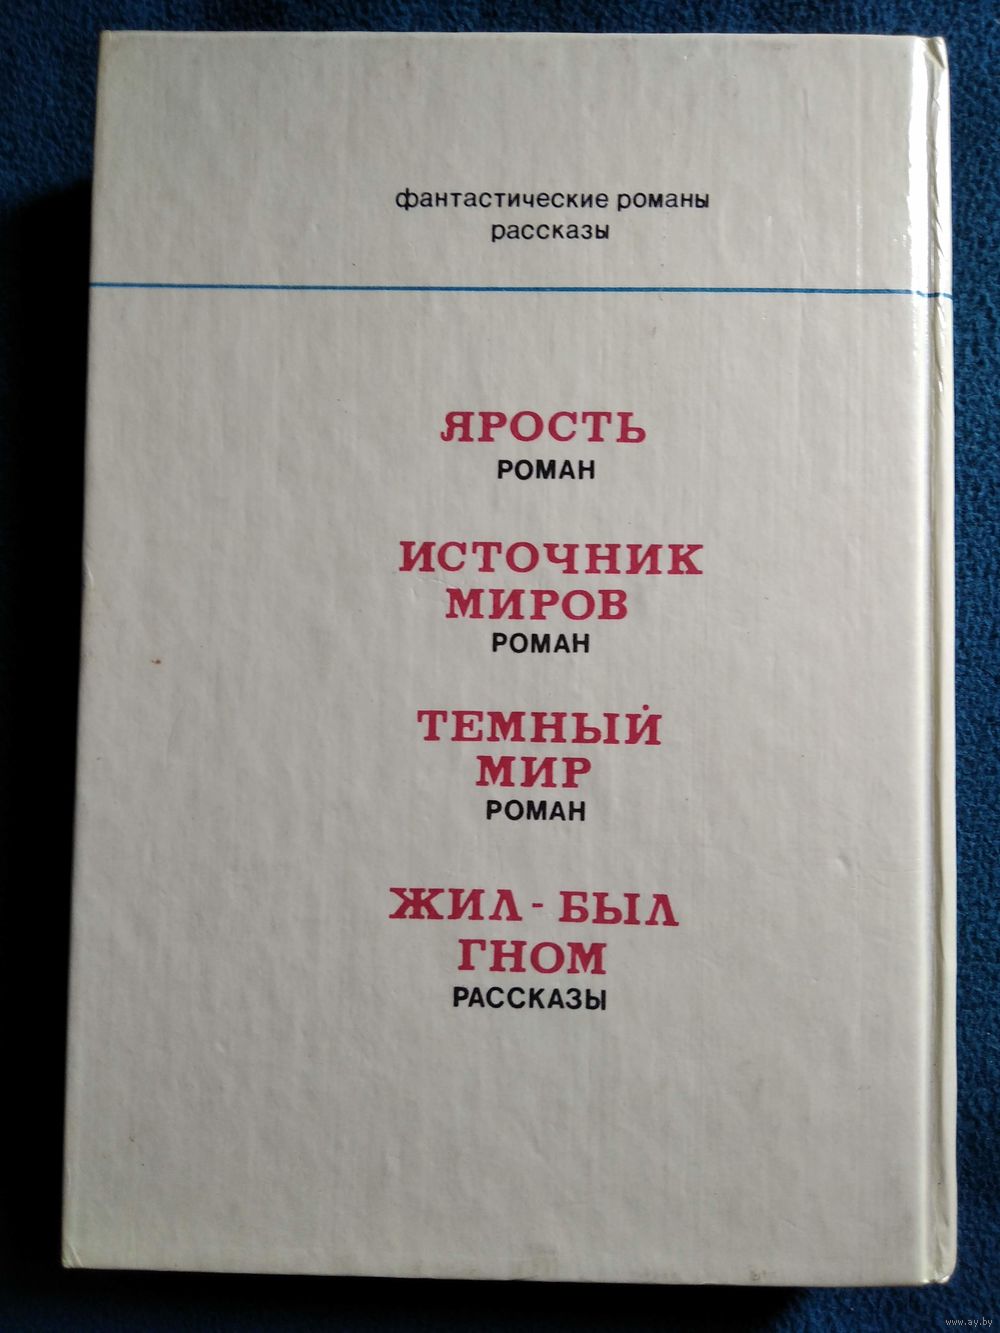 фантастические романы
рассказы
ЯРОСТЬ
РОМАН
ИСТОЧНИК
МИРОВ
РОМАН
ТЕМНЫЙ
МИР
РОМАН
ЖИЛ - БЫЛ
ГНОМ
РАССКАЗЫ
www.ay.by